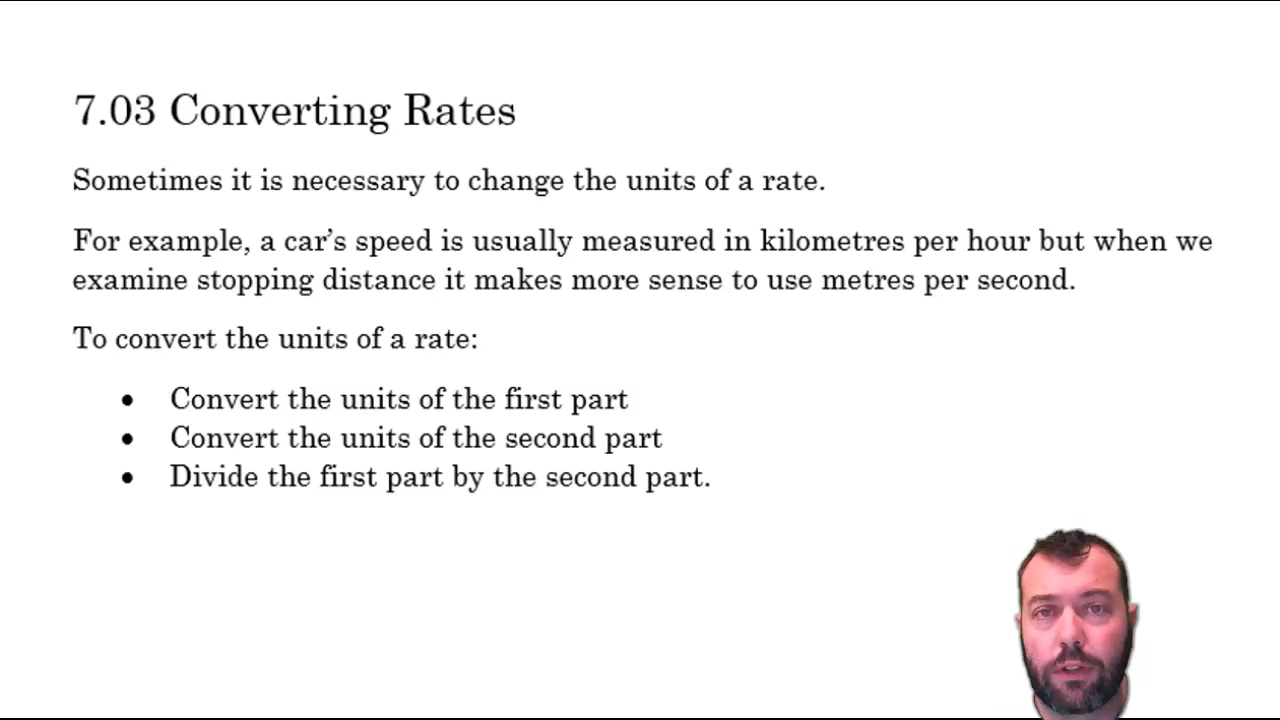 7.03 Converting Rates
Sometimes it is necessary to change the units of a rate.
For example, a car’s speed is usually measured in kilometres per hour but when we
examine stopping distance it makes more sense to use metres per second.
To convert the units of a rate:
• Convert the units of the first part
• Convert the units of the second part
• Divide the first part by the second part.